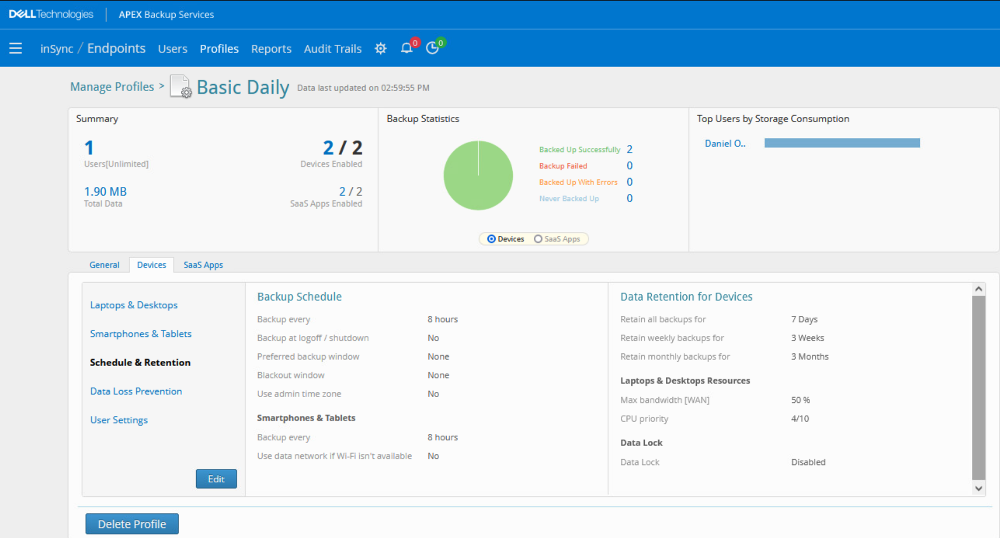 DELLTechnologies APEX Backup Services
inSync / Endpoints Users Profiles Reports Audit Trails 0 0
Manage Profiles > Basic Daily Data last updated on 02:59:55 PM
Summary
1
Users[Unlimited]
2 / 2
Devices Enabled
1.90 MB
Total Data
2 / 2
SaaS Apps Enabled
Backup Statistics
Backed Up Successfully 2
Backup Failed 0
Backed Up With Errors 0
Never Backed Up 0
Devices SaaS Apps
Top Users by Storage Consumption
Daniel O..
General Devices SaaS Apps
Laptops & Desktops
Smartphones & Tablets
Schedule & Retention
Data Loss Prevention
User Settings
Edit
Backup Schedule
Backup every 8 hours
Backup at logoff / shutdown No
Preferred backup window None
Blackout window None
Use admin time zone No
Smartphones & Tablets
Backup every 8 hours
Use data network if Wi-Fi isn't available No
Data Retention for Devices
Retain all backups for 7 Days
Retain weekly backups for 3 Weeks
Retain monthly backups for 3 Months
Laptops & Desktops Resources
Max bandwidth [WAN] 50 %
CPU priority 4/10
Data Lock
Data Lock Disabled
Delete Profile